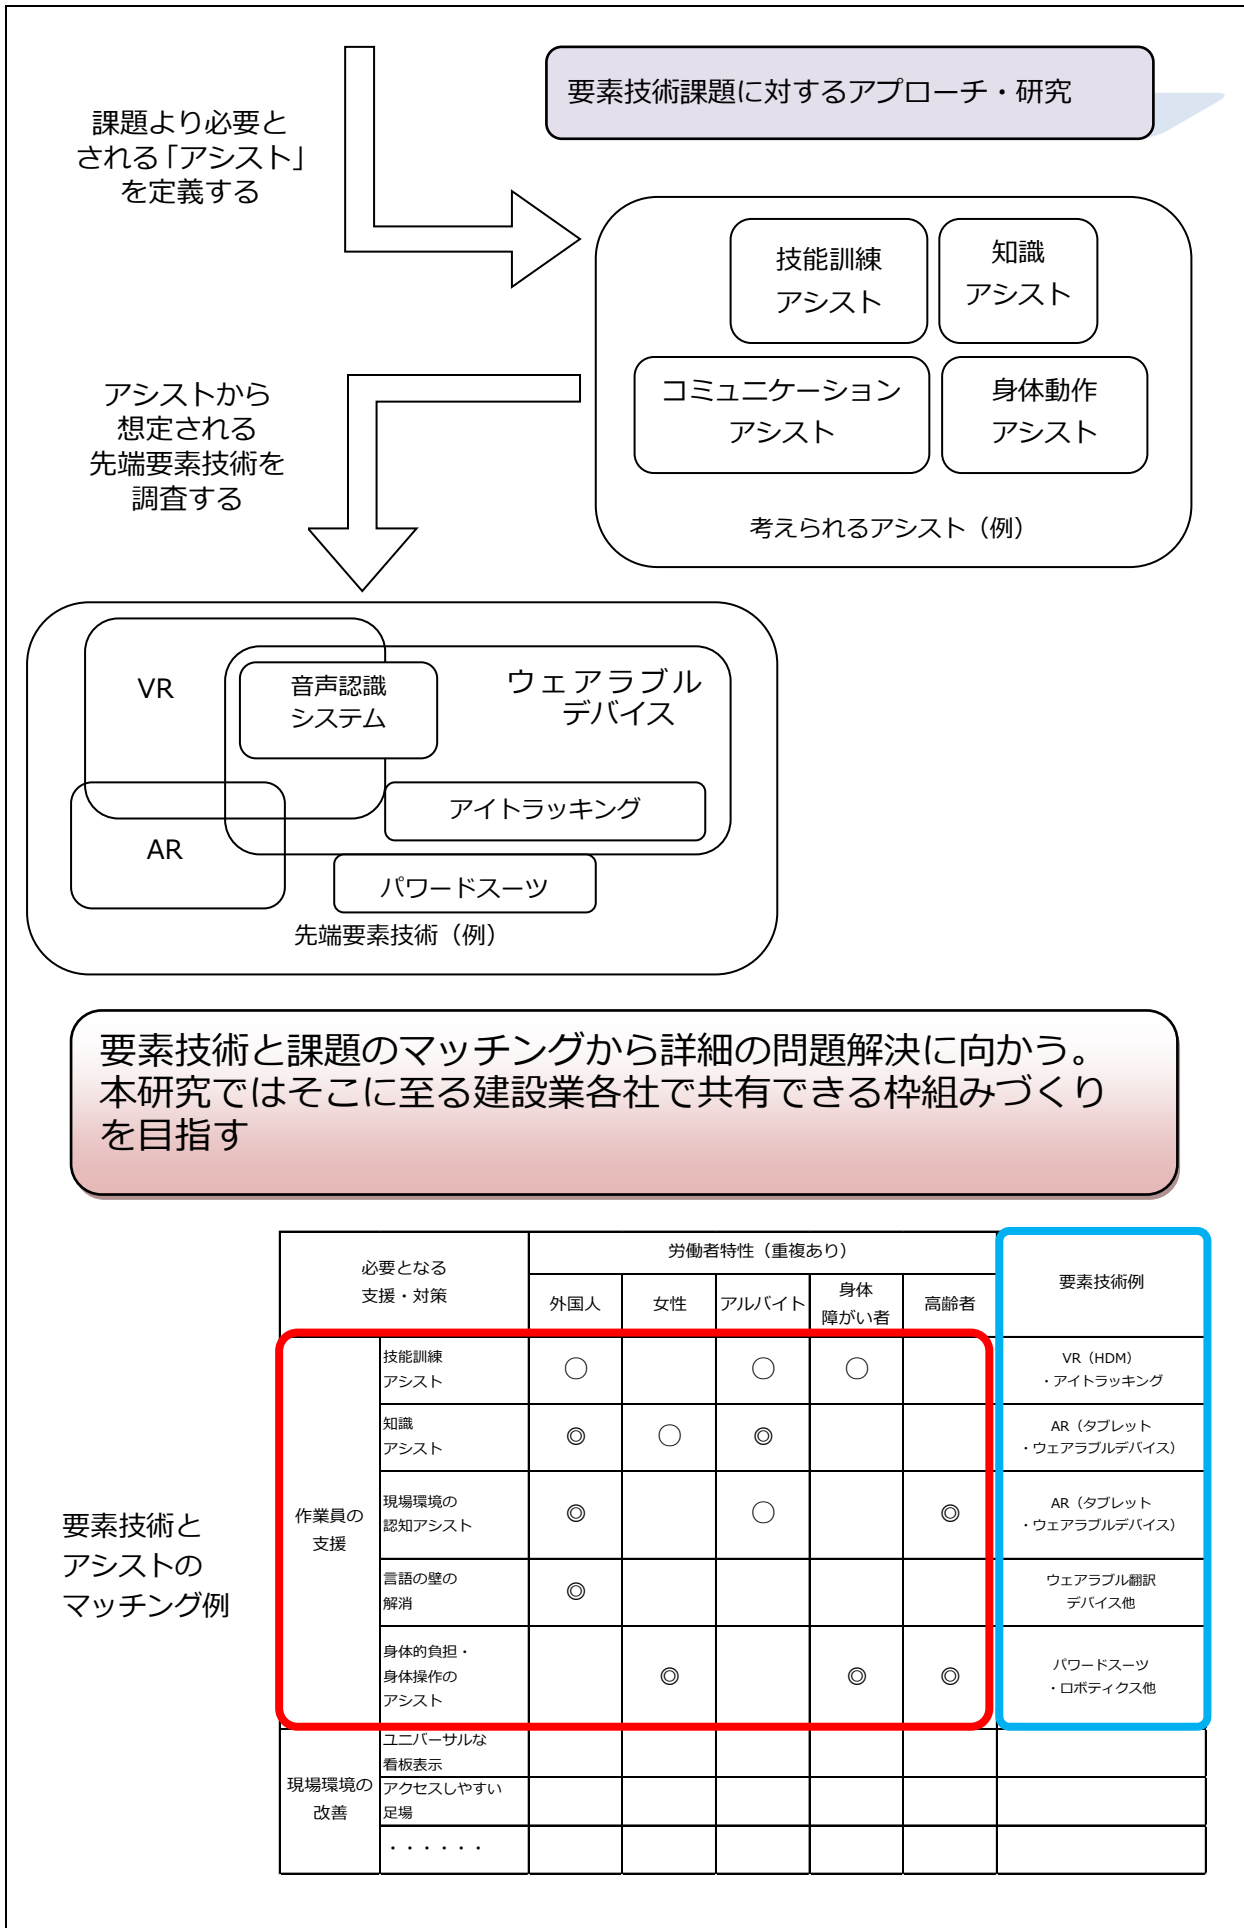 要素技術課題に対するアプローチ・研究
課題より必要と
される「アシスト」
を定義する
技能訓練
アシスト
知識
アシスト
コミュニケーション
アシスト
身体動作
アシスト
考えられるアシスト（例）
アシストから
想定される
先端要素技術を
調査する
VR
音声認識
システム
ウェアラブル
デバイス
アイトラッキング
AR
パワードスーツ
先端要素技術（例）
要素技術と課題のマッチングから詳細の問題解決に向かう。
本研究ではそこに至る建設業各社で共有できる枠組みづくり
を目指す
要素技術と
アシストの
マッチング例
必要となる
支援・対策
労働者特性（重複あり）
要素技術例
外国人
女性
アルバイト
身体
障がい者
高齢者
作業員の
支援
技能訓練
アシスト
○ ○ ○
VR（HDM）
・アイトラッキング
知識
アシスト
◎ ○ ◎
AR（タブレット
・ウェアラブルデバイス）
現場環境の
認知アシスト
◎ ○ ◎
AR（タブレット
・ウェアラブルデバイス）
言語の壁の
解消
◎
ウェアラブル翻訳
デバイス他
身体的負担・
身体操作の
アシスト
◎ ◎ ◎
パワードスーツ
・ロボティクス他
現場環境の
改善
ユニバーサルな
看板表示
アクセスしやすい
足場
・・・・・・